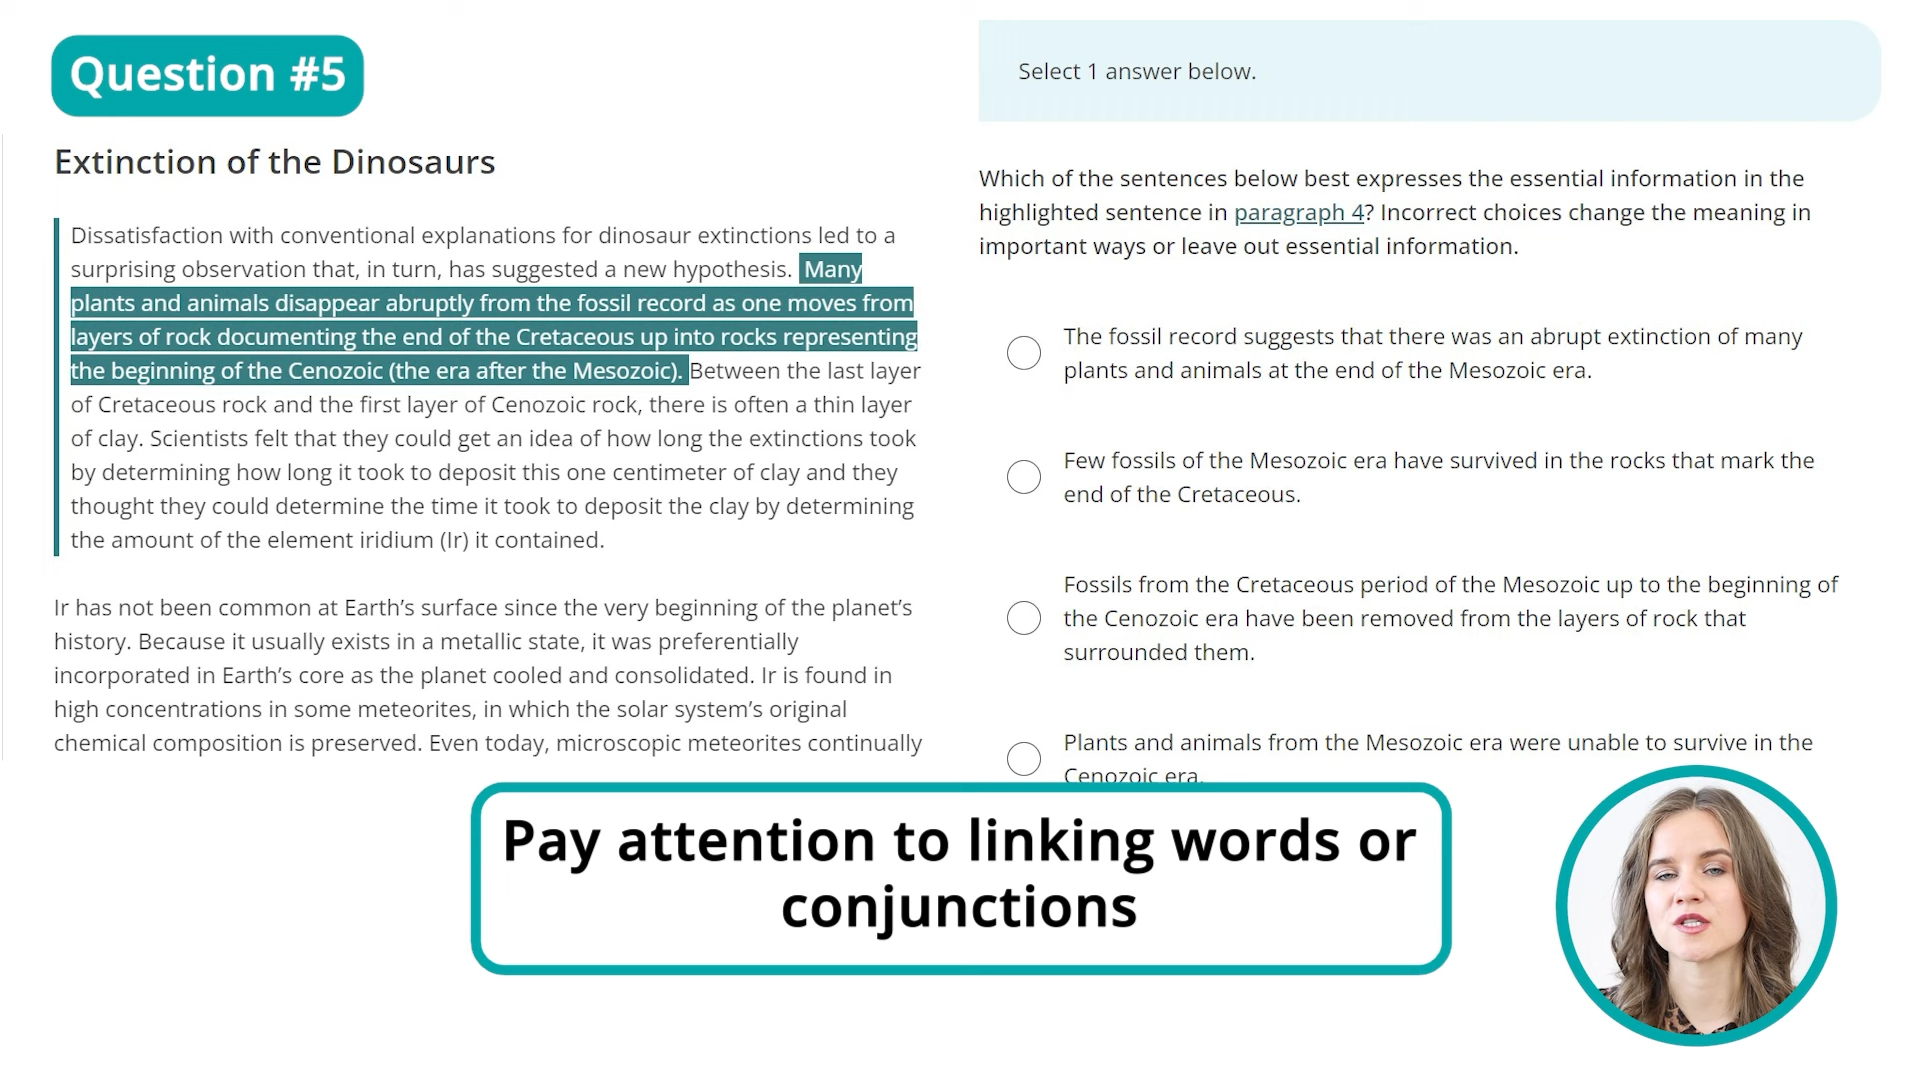 Question #5
Extinction of the Dinosaurs
Dissatisfaction with conventional explanations for dinosaur extinctions led to a
surprising observation that, in turn, has suggested a new hypothesis. Many
plants and animals disappear abruptly from the fossil record as one moves from
layers of rock documenting the end of the Cretaceous up into rocks representing
the beginning of the Cenozoic (the era after the Mesozoic). Between the last layer
of Cretaceous rock and the first layer of Cenozoic rock, there is often a thin layer
of clay. Scientists felt that they could get an idea of how long the extinctions took
by determining how long it took to deposit this one centimeter of clay and they
thought they could determine the time it took to deposit the clay by determining
the amount of the element iridium (Ir) it contained.
Ir has not been common at Earth’s surface since the very beginning of the planet’s
history. Because it usually exists in a metallic state, it was preferentially
incorporated in Earth’s core as the planet cooled and consolidated. Ir is found in
high concentrations in some meteorites, in which the solar system’s original
chemical composition is preserved. Even today, microscopic meteorites continually
Select 1 answer below.
Which of the sentences below best expresses the essential information in the
highlighted sentence in paragraph 4? Incorrect choices change the meaning in
important ways or leave out essential information.
The fossil record suggests that there was an abrupt extinction of many
plants and animals at the end of the Mesozoic era.
Few fossils of the Mesozoic era have survived in the rocks that mark the
end of the Cretaceous.
Fossils from the Cretaceous period of the Mesozoic up to the beginning of
the Cenozoic era have been removed from the layers of rock that
surrounded them.
Plants and animals from the Mesozoic era were unable to survive in the
Cenozoic era.
Pay attention to linking words or
conjunctions